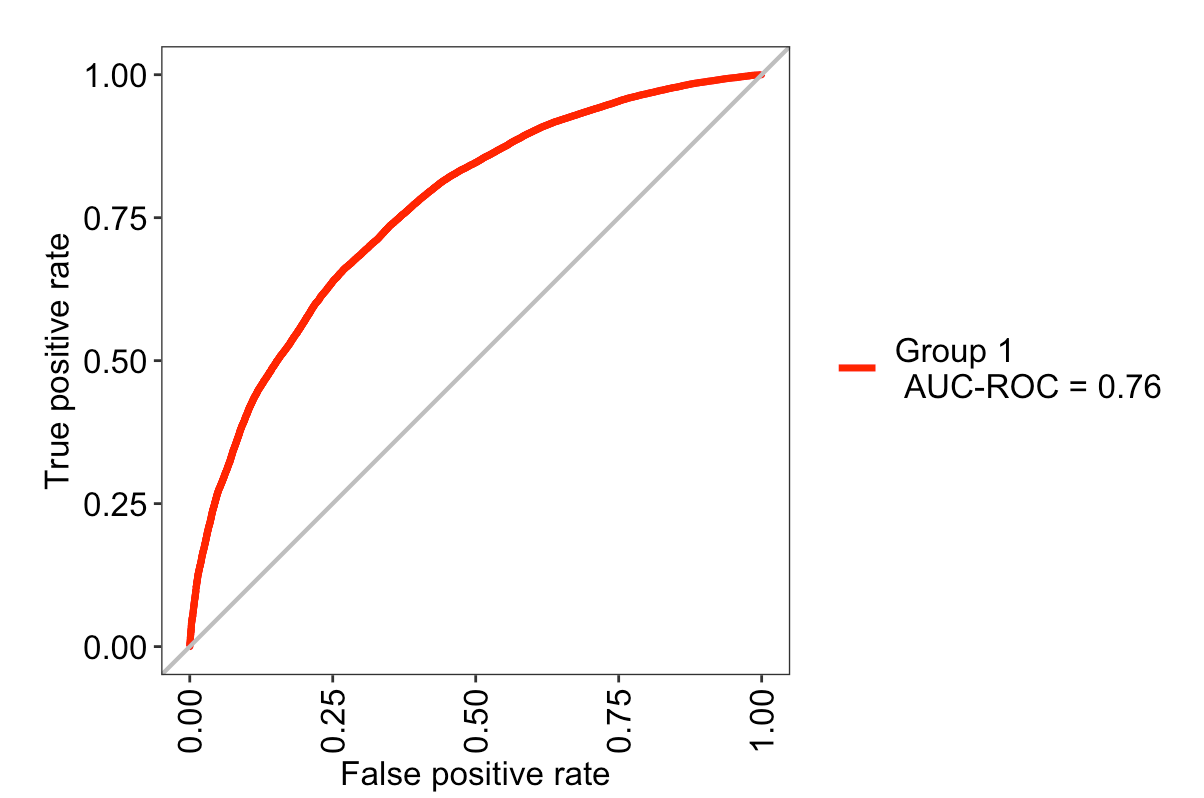 1.00
0.75
0.50
0.25
0.00
True positive rate
0.00
0.25
0.50
0.75
1.00
False positive rate
Group 1
AUC-ROC = 0.76